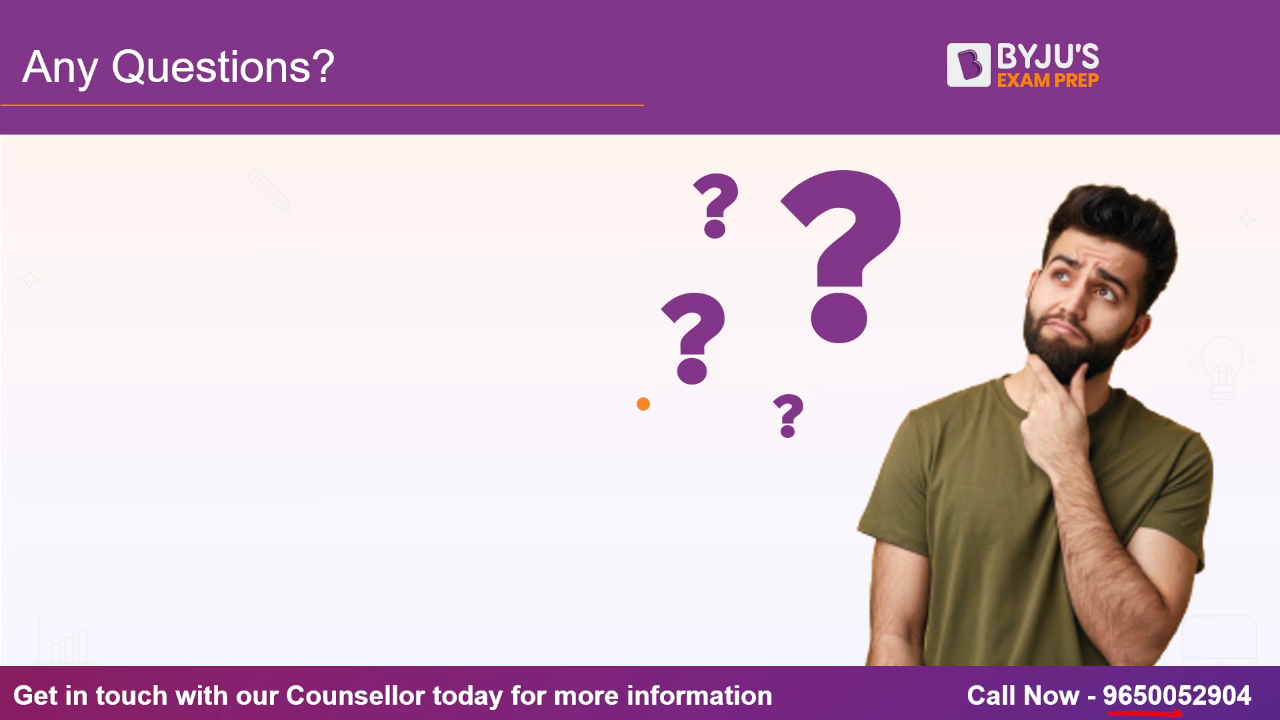 Any Questions?
BYJU'S
EXAM PREP
Get in touch with our Counsellor today for more information
Call Now - 9650052904